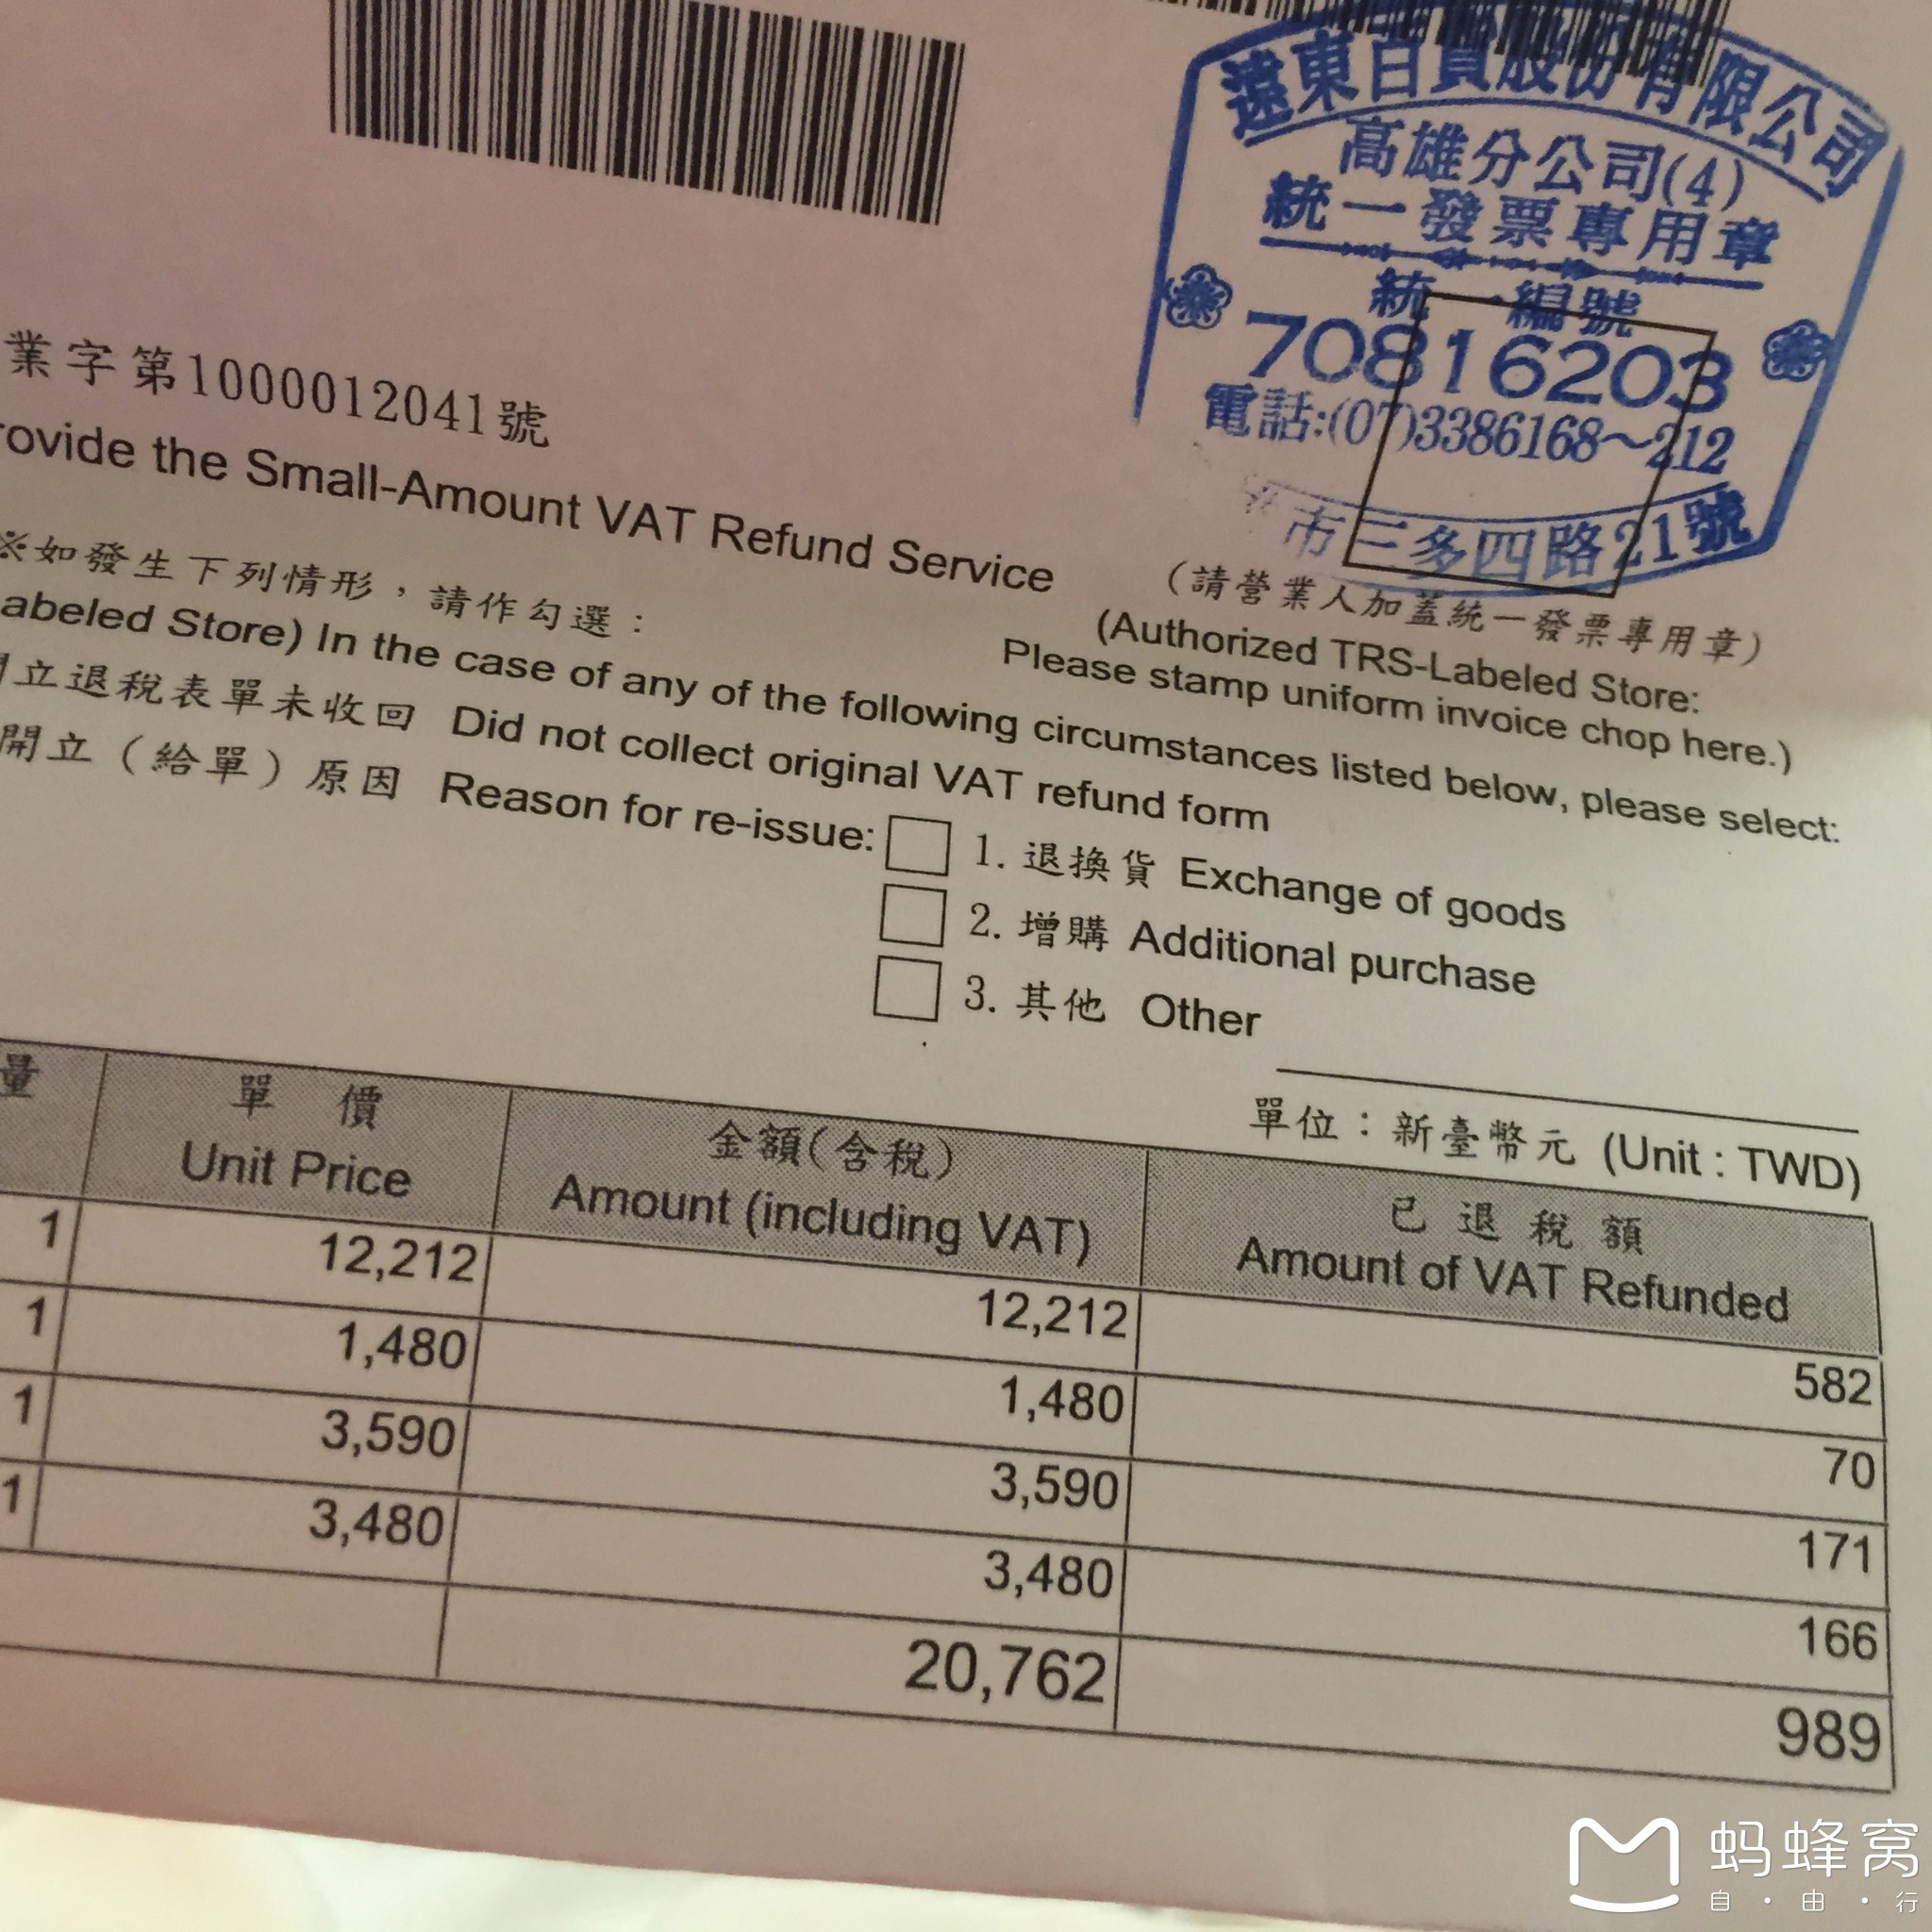 遠東百貨股份有限公司
高雄分公司(4)
統一發票專用章
統一編號
70816203
電話:(07)3386168~212
市三多四路21號
業字第1000012041號
ovide the Small-Amount VAT Refund Service
(請營業人加蓋統一發票專用章)
(Authorized TRS-Labeled Store:
Please stamp uniform invoice chop here.)
※如發生下列情形，請作勾選：
abeled Store) In the case of any of the following circumstances listed below, please select:
立退稅表單未收回 Did not collect original VAT refund form
開立（給單）原因 Reason for re-issue: 1. 退換貨 Exchange of goods
2. 增購 Additional purchase
3. 其他 Other
單位：新臺幣元 (Unit : TWD)
量 單價 金額(含稅) 已退稅額
Unit Price Amount (including VAT) Amount of VAT Refunded
1 12,212 12,212 582
1 1,480 1,480 70
1 3,590 3,590 171
1 3,480 3,480 166
20,762 989
蚂蜂窝
自·由·行